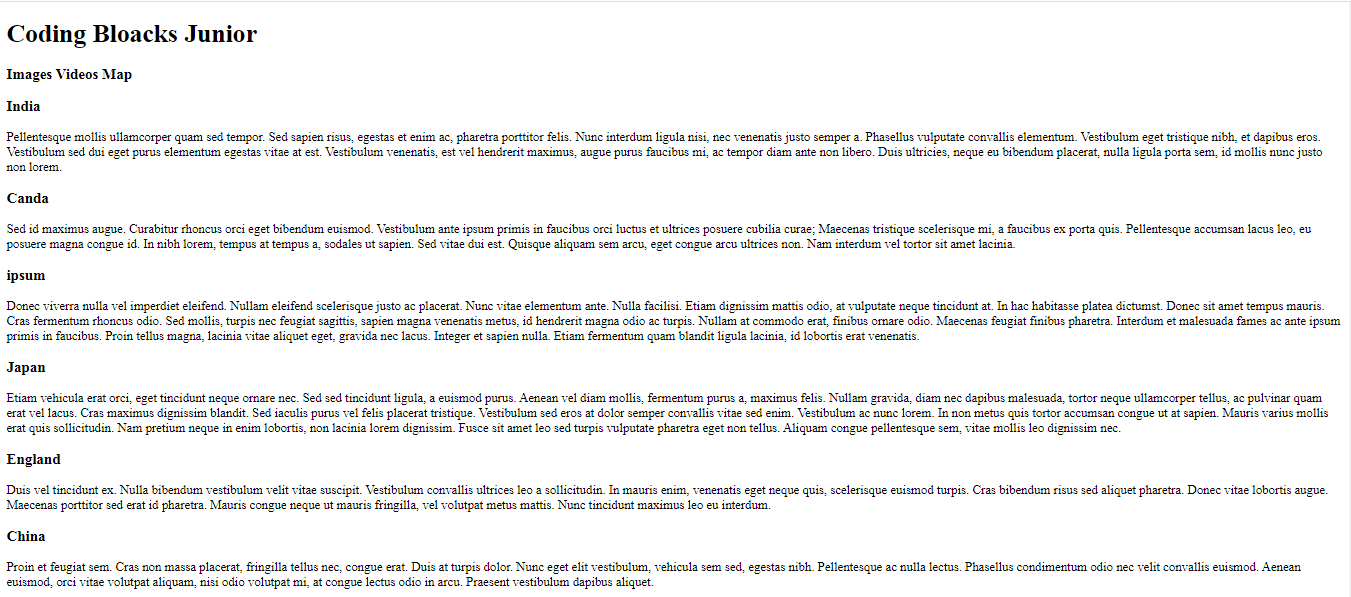 Coding Bloacks Junior
Images Videos Map
India
Pellentesque mollis ullamcorper quam sed tempor. Sed sapien risus, egestas et enim ac, pharetra porttitor felis. Nunc interdum ligula nisi, nec venenatis justo semper a. Phasellus vulputate convallis elementum. Vestibulum eget tristique nibh, et dapibus eros.
Vestibulum sed dui eget purus elementum egestas vitae at est. Vestibulum venenatis, est vel hendrerit maximus, augue purus faucibus mi, ac tempor diam ante non libero. Duis ultricies, neque eu bibendum placerat, nulla ligula porta sem, id mollis nunc justo
non lorem.
Canda
Sed id maximus augue. Curabitur rhoncus orci eget bibendum euismod. Vestibulum ante ipsum primis in faucibus orci luctus et ultrices posuere cubilia curae; Maecenas tristique scelerisque mi, a faucibus ex porta quis. Pellentesque accumsan lacus leo, eu
posuere magna congue id. In nibh lorem, tempus at tempus a, sodales ut sapien. Sed vitae dui est. Quisque aliquam sem arcu, eget congue arcu ultrices non. Nam interdum vel tortor sit amet lacinia.
ipsum
Donec viverra nulla vel imperdiet eleifend. Nullam eleifend scelerisque justo ac placerat. Nunc vitae elementum ante. Nulla facilisi. Etiam dignissim mattis odio, at vulputate neque tincidunt at. In hac habitasse platea dictumst. Donec sit amet tempus mauris.
Cras fermentum rhoncus odio. Sed mollis, turpis nec feugiat sagittis, sapien magna venenatis metus, id hendrerit magna odio ac turpis. Nullam at commodo erat, finibus ornare odio. Maecenas feugiat finibus pharetra. Interdum et malesuada fames ac ante ipsum
primis in faucibus. Proin tellus magna, lacinia vitae aliquet eget, gravida nec lacus. Integer et sapien nulla. Etiam fermentum quam blandit ligula lacinia, id lobortis erat venenatis.
Japan
Etiam vehicula erat orci, eget tincidunt neque ornare nec. Sed sed tincidunt ligula, a euismod purus. Aenean vel diam mollis, fermentum purus a, maximus felis. Nullam gravida, diam nec dapibus malesuada, tortor neque ullamcorper tellus, ac pulvinar quam
erat vel lacus. Cras maximus dignissim blandit. Sed iaculis purus vel felis placerat tristique. Vestibulum sed eros at dolor semper convallis vitae sed enim. Vestibulum ac nunc lorem. In non metus quis tortor accumsan congue ut at sapien. Mauris varius mollis
erat quis sollicitudin. Nam pretium neque in enim lobortis, non lacinia lorem dignissim. Fusce sit amet leo sed turpis vulputate pharetra eget non tellus. Aliquam congue pellentesque sem, vitae mollis leo dignissim nec.
England
Duis vel tincidunt ex. Nulla bibendum vestibulum velit vitae suscipit. Vestibulum convallis ultrices leo a sollicitudin. In mauris enim, venenatis eget neque quis, scelerisque euismod turpis. Cras bibendum risus sed aliquet pharetra. Donec vitae lobortis augue.
Maecenas porttitor sed erat id pharetra. Mauris congue neque ut mauris fringilla, vel volutpat metus mattis. Nunc tincidunt maximus leo eu interdum.
China
Proin et feugiat sem. Cras non massa placerat, fringilla tellus nec, congue erat. Duis at turpis dolor. Nunc eget elit vestibulum, vehicula sem sed, egestas nibh. Pellentesque ac nulla lectus. Phasellus condimentum odio nec velit convallis euismod. Aenean
euismod, orci vitae volutpat aliquam, nisi odio volutpat mi, at congue lectus odio in arcu. Praesent vestibulum dapibus aliquet.